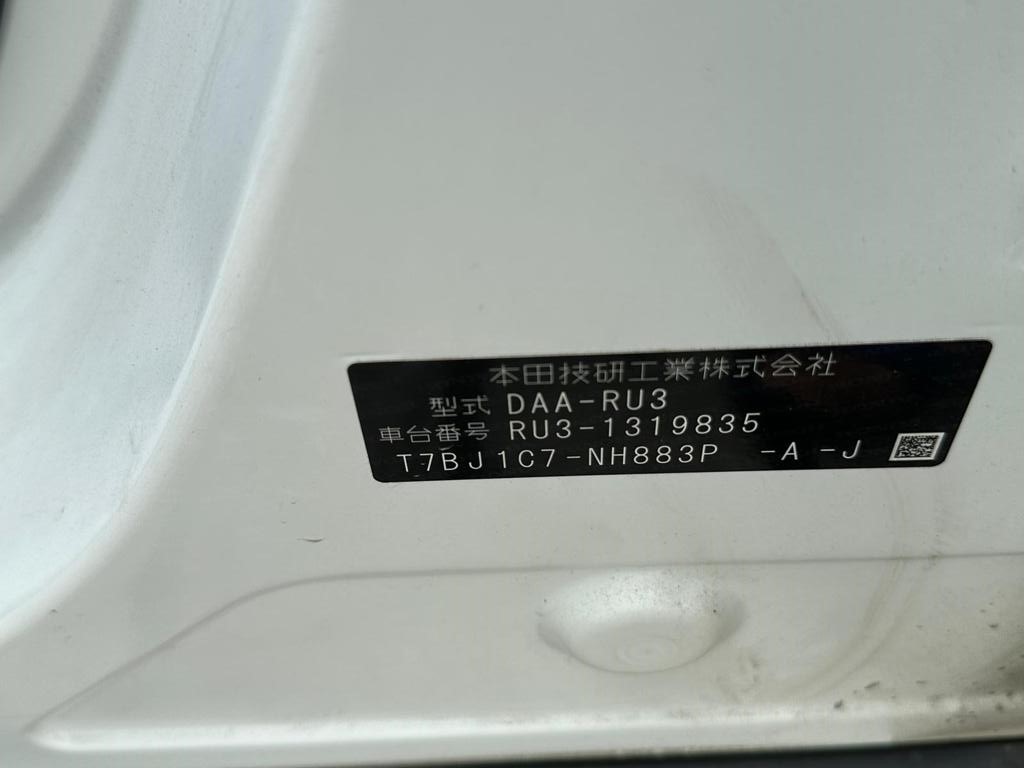 本田技研工業株式会社
型式 DAA-RU3
車台番号 RU3-1319835
T7BJ1C7-NH883P -A -J